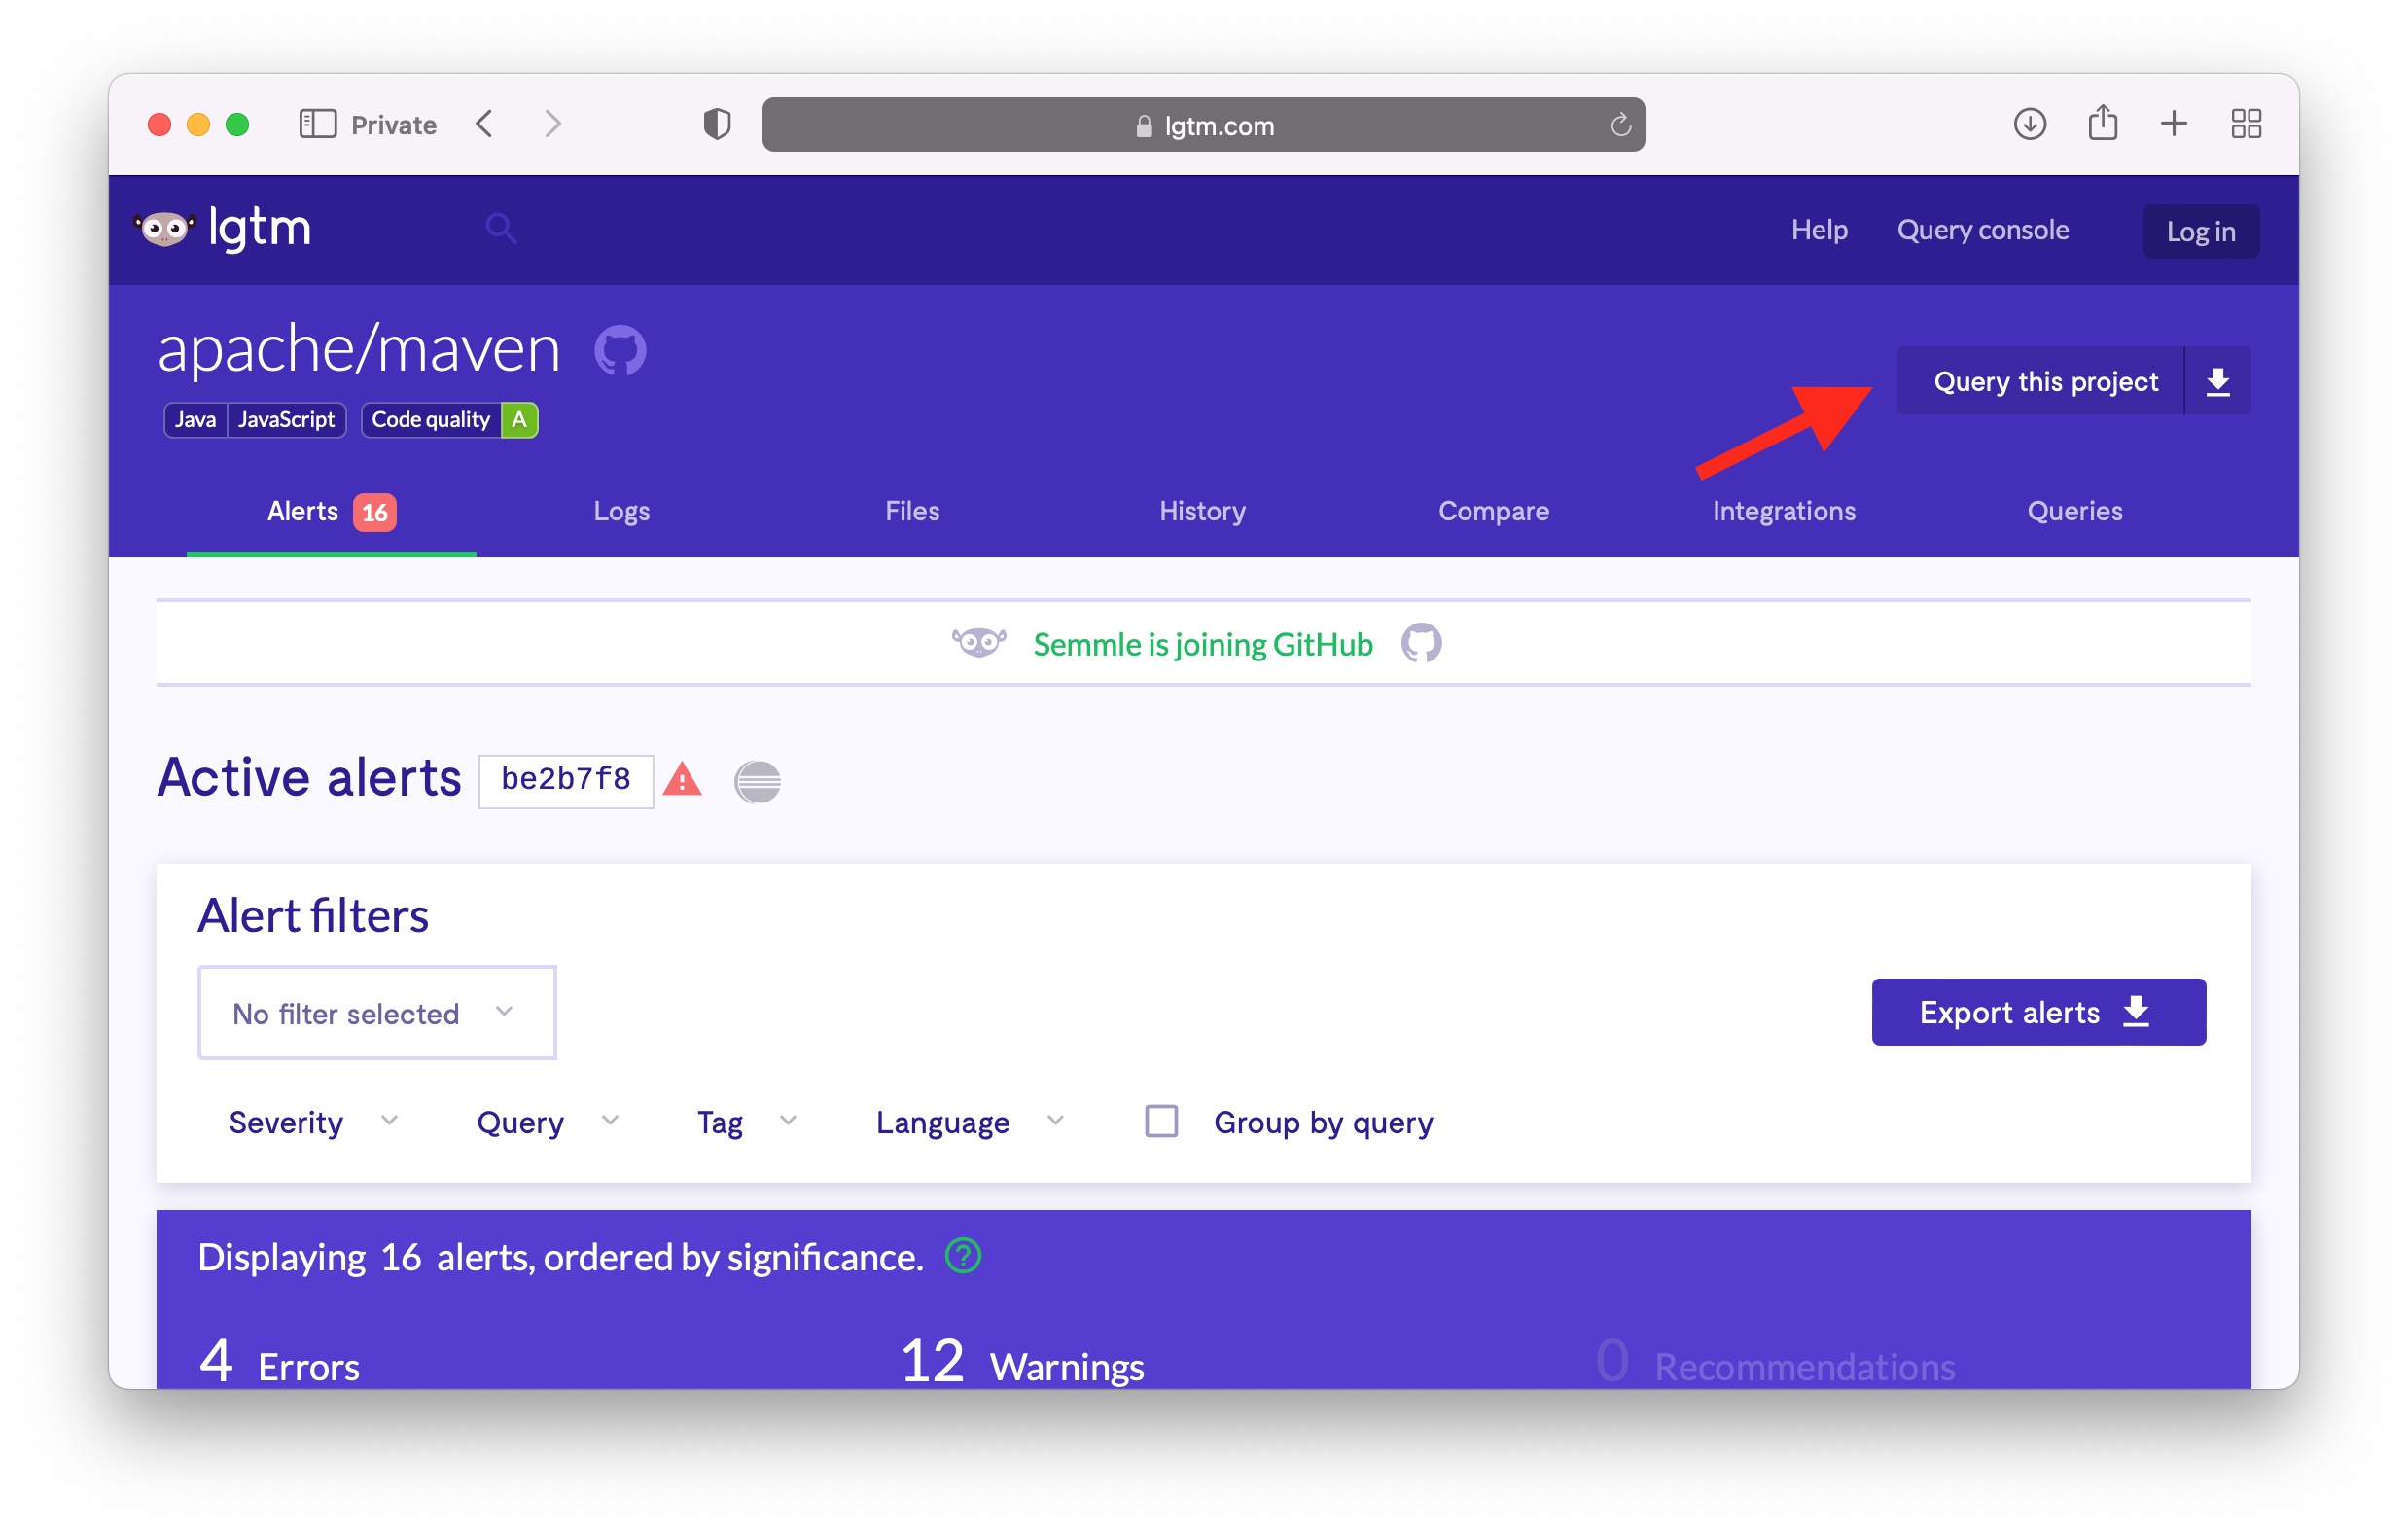 Private
lgtm.com
lgtm
Help Query console Log in
apache/maven
Query this project
Java JavaScript Code quality A
Alerts 16 Logs Files History Compare Integrations Queries
Semmle is joining GitHub
Active alerts be2b7f8
Alert filters
No filter selected
Export alerts
Severity Query Tag Language Group by query
Displaying 16 alerts, ordered by significance. ?
4 Errors 12 Warnings 0 Recommendations